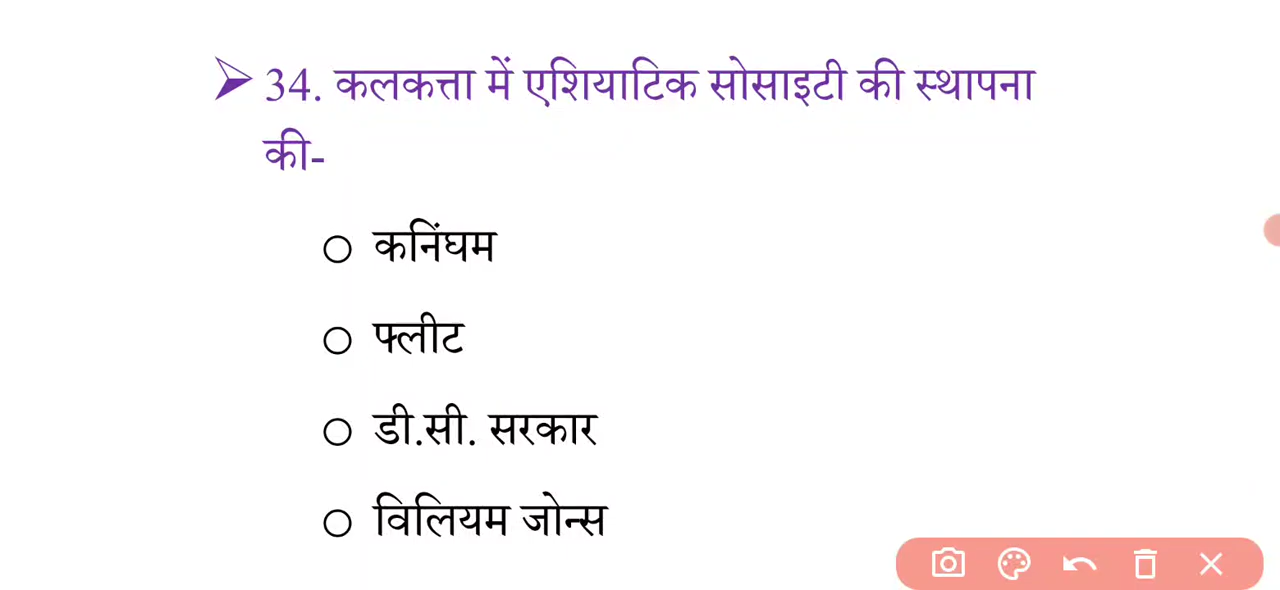 34. कलकत्ता में एशियाटिक सोसाइटी की स्थापना
की-
कनिंघम
फ्लीट
डी.सी. सरकार
विलियम जोन्स